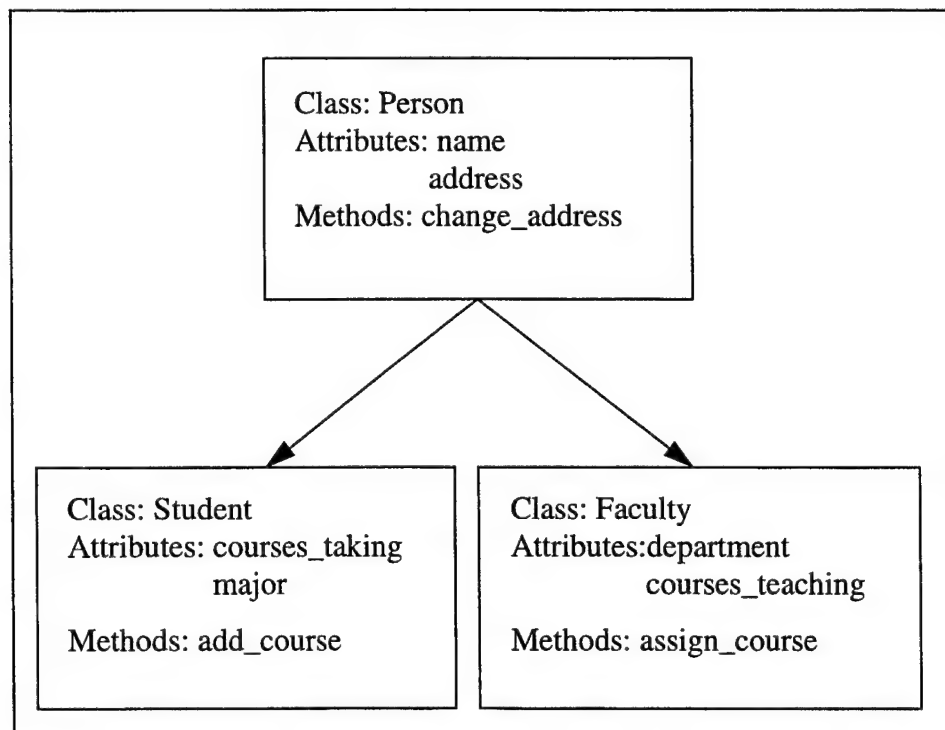 Class: Person
Attributes: name
address
Methods: change_address
Class: Student
Attributes: courses_taking
major
Methods: add_course
Class: Faculty
Attributes:department
courses_teaching
Methods: assign_course